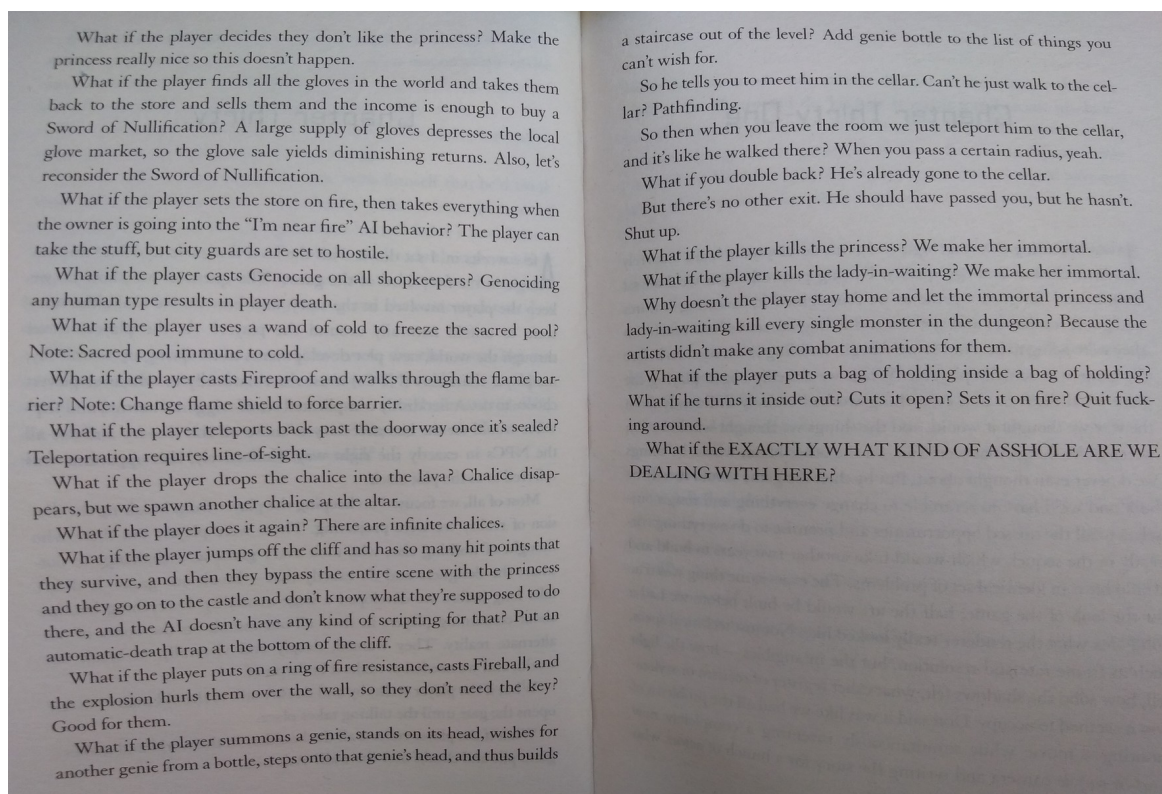 What if the player decides they don't like the princess? Make the
princess really nice so this doesn't happen.
What if the player finds all the gloves in the world and takes them
back to the store and sells them and the income is enough to buy a
Sword of Nullification? A large supply of gloves depresses the local
glove market, so the glove sale yields diminishing returns. Also, let's
reconsider the Sword of Nullification.
What if the player sets the store on fire, then takes everything when
the owner is going into the "I'm near fire" AI behavior? The player can
take the stuff, but city guards are set to hostile.
What if the player casts Genocide on all shopkeepers? Genociding
any human type results in player death.
What if the player uses a wand of cold to freeze the sacred pool?
Note: Sacred pool immune to cold.
What if the player casts Fireproof and walks through the flame bar-
rier? Note: Change flame shield to force barrier.
What if the player teleports back past the doorway once it's sealed?
Teleportation requires line-of-sight.
What if the player drops the chalice into the lava? Chalice disap-
pears, but we spawn another chalice at the altar.
What if the player does it again? There are infinite chalices.
What if the player jumps off the cliff and has so many hit points that
they survive, and then they bypass the entire scene with the princess
and they go on to the castle and don't know what they're supposed to do
there, and the AI doesn't have any kind of scripting for that? Put an
automatic-death trap at the bottom of the cliff.
What if the player puts on a ring of fire resistance, casts Fireball, and
the explosion hurls them over the wall, so they don't need the key?
Good for them.
What if the player summons a genie, stands on its head, wishes for
another genie from a bottle, steps onto that genie's head, and thus builds
a staircase out of the level? Add genie bottle to the list of things you
can't wish for.
So he tells you to meet him in the cellar. Can't he just walk to the cel-
lar? Pathfinding.
So then when you leave the room we just teleport him to the cellar,
and it's like he walked there? When you pass a certain radius, yeah.
What if you double back? He's already gone to the cellar.
But there's no other exit. He should have passed you, but he hasn't.
Shut up.
What if the player kills the princess? We make her immortal.
What if the player kills the lady-in-waiting? We make her immortal.
Why doesn't the player stay home and let the immortal princess and
lady-in-waiting kill every single monster in the dungeon? Because the
artists didn't make any combat animations for them.
What if the player puts a bag of holding inside a bag of holding?
What if he turns it inside out? Cuts it open? Sets it on fire? Quit fuck-
ing around.
What if the EXACTLY WHAT KIND OF ASSHOLE ARE WE
DEALING WITH HERE?